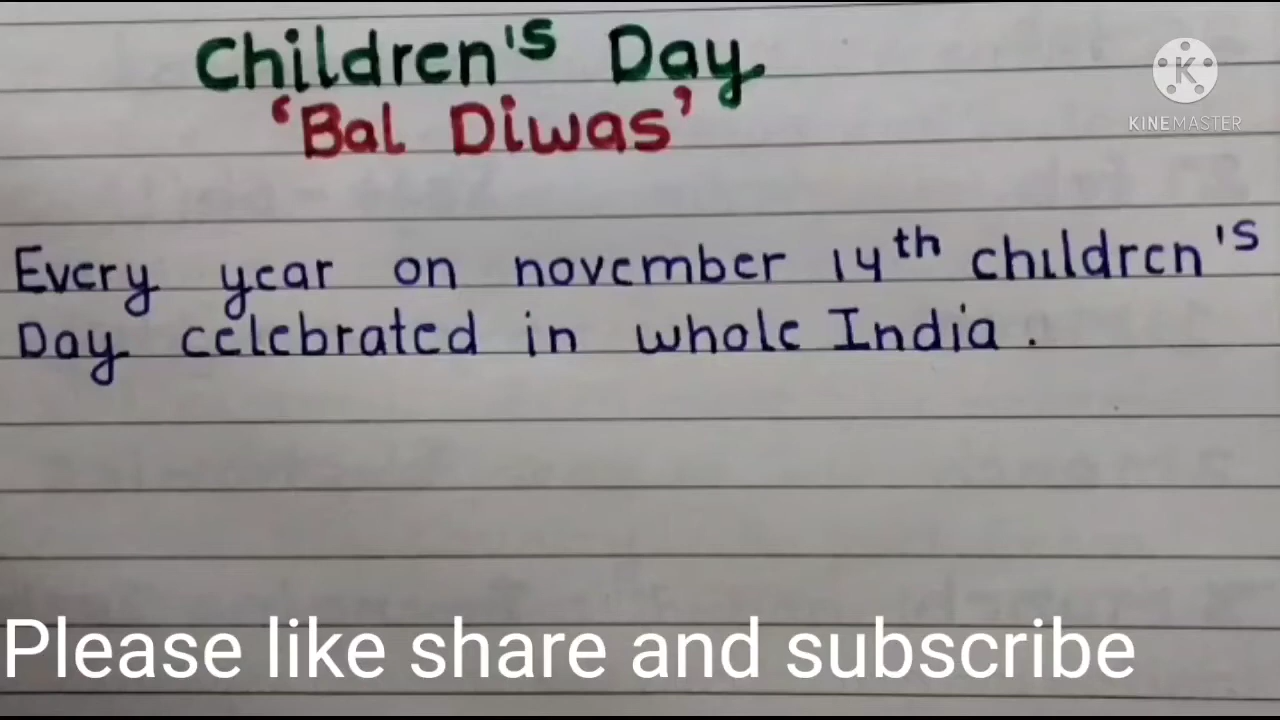 Children's Day
'Bal Diwas'
KINEMASTER
Every year on november 14th children's
Day celebrated in whole India.
Please like share and subscribe